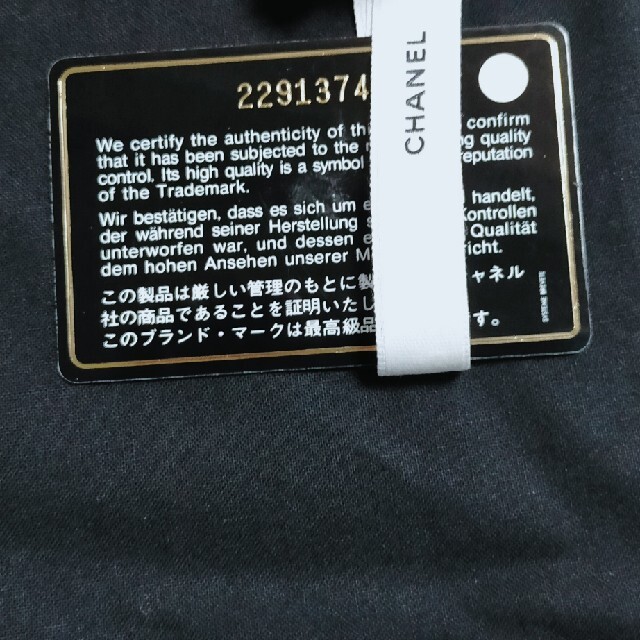 2291374
CHANEL
We certify the authenticity of confirm
that it has been subjected to the quality
control. Its high quality is a symbol reputation
of the Trademark.
Wir bestätigen, dass es sich um handelt,
der während seiner Herstellung Kontrollen
unterworfen war, und dessen Qualität
dem hohen Ansehen unserer
この製品は厳しい管理のもとに ャネル
社の商品であることを証明いたし
このブランド・マークは最高級品 す。